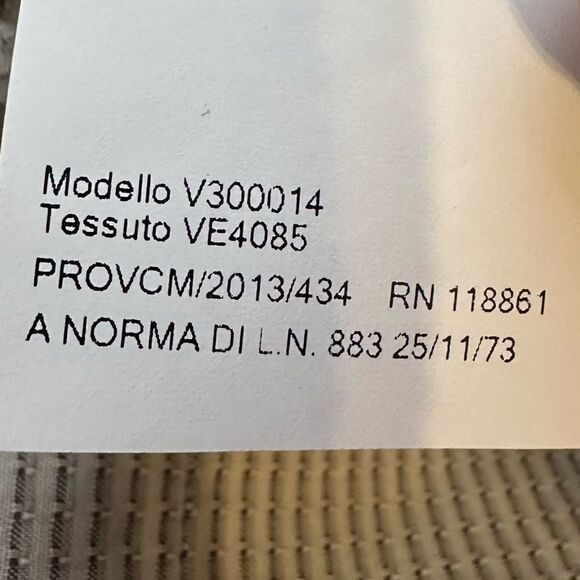 Modello V300014
Tessuto VE4085
PROVCM/2013/434 RN 118861
A NORMA DI L.N. 883 25/11/73